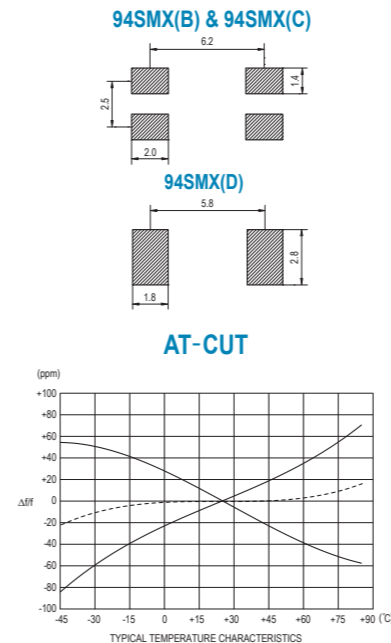 94SMX(B) & 94SMX(C)
6.2
1.4
2.5
2.0
94SMX(D)
5.8
2.8
1.8
AT-CUT
(ppm)
+100
+80
+60
+40
+20
Δf/f
0
-20
-40
-60
-80
-100
-45 -30 -15 0 +15 +30 +45 +60 +75 +90 (℃)
TYPICAL TEMPERATURE CHARACTERISTICS